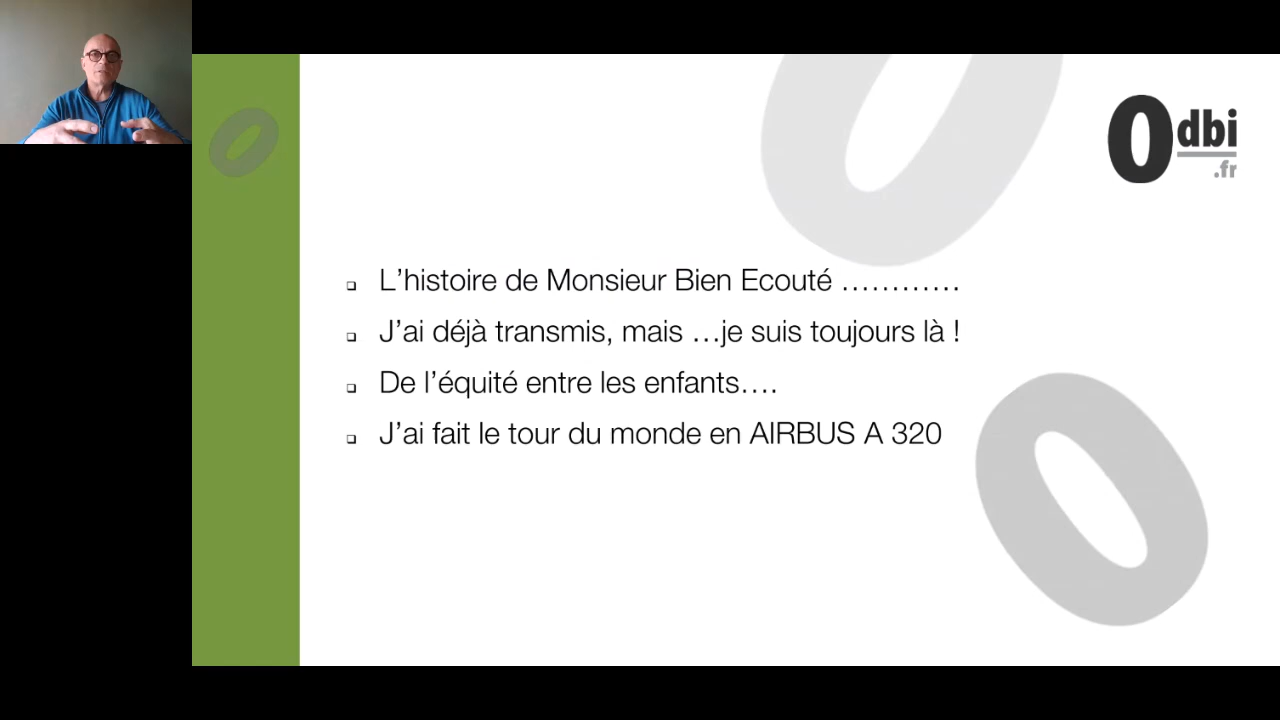 Odbi
.fr
L’histoire de Monsieur Bien Ecouté …………
J’ai déjà transmis, mais …je suis toujours là !
De l’équité entre les enfants….
J’ai fait le tour du monde en AIRBUS A 320